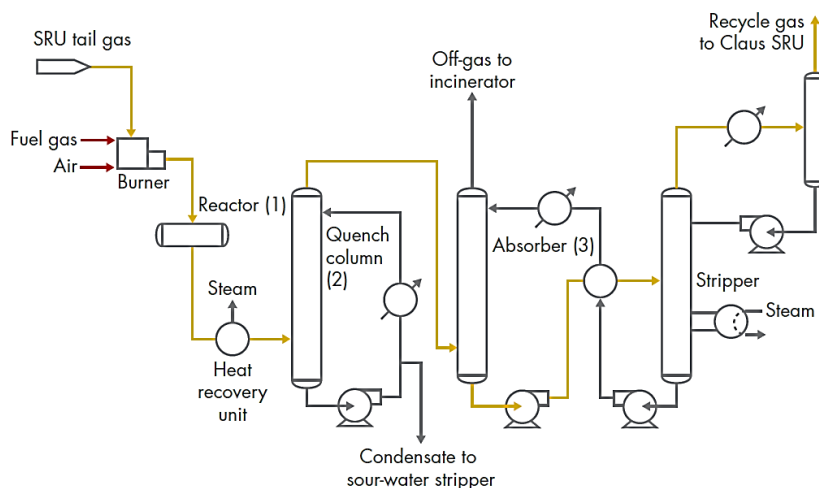 SRU tail gas
Fuel gas
Air
Burner
Reactor (1)
Steam
Heat
recovery
unit
Quench
column
(2)
Condensate to
sour-water stripper
Off-gas to
incinerator
Absorber (3)
Stripper
Steam
Recycle gas
to Claus SRU